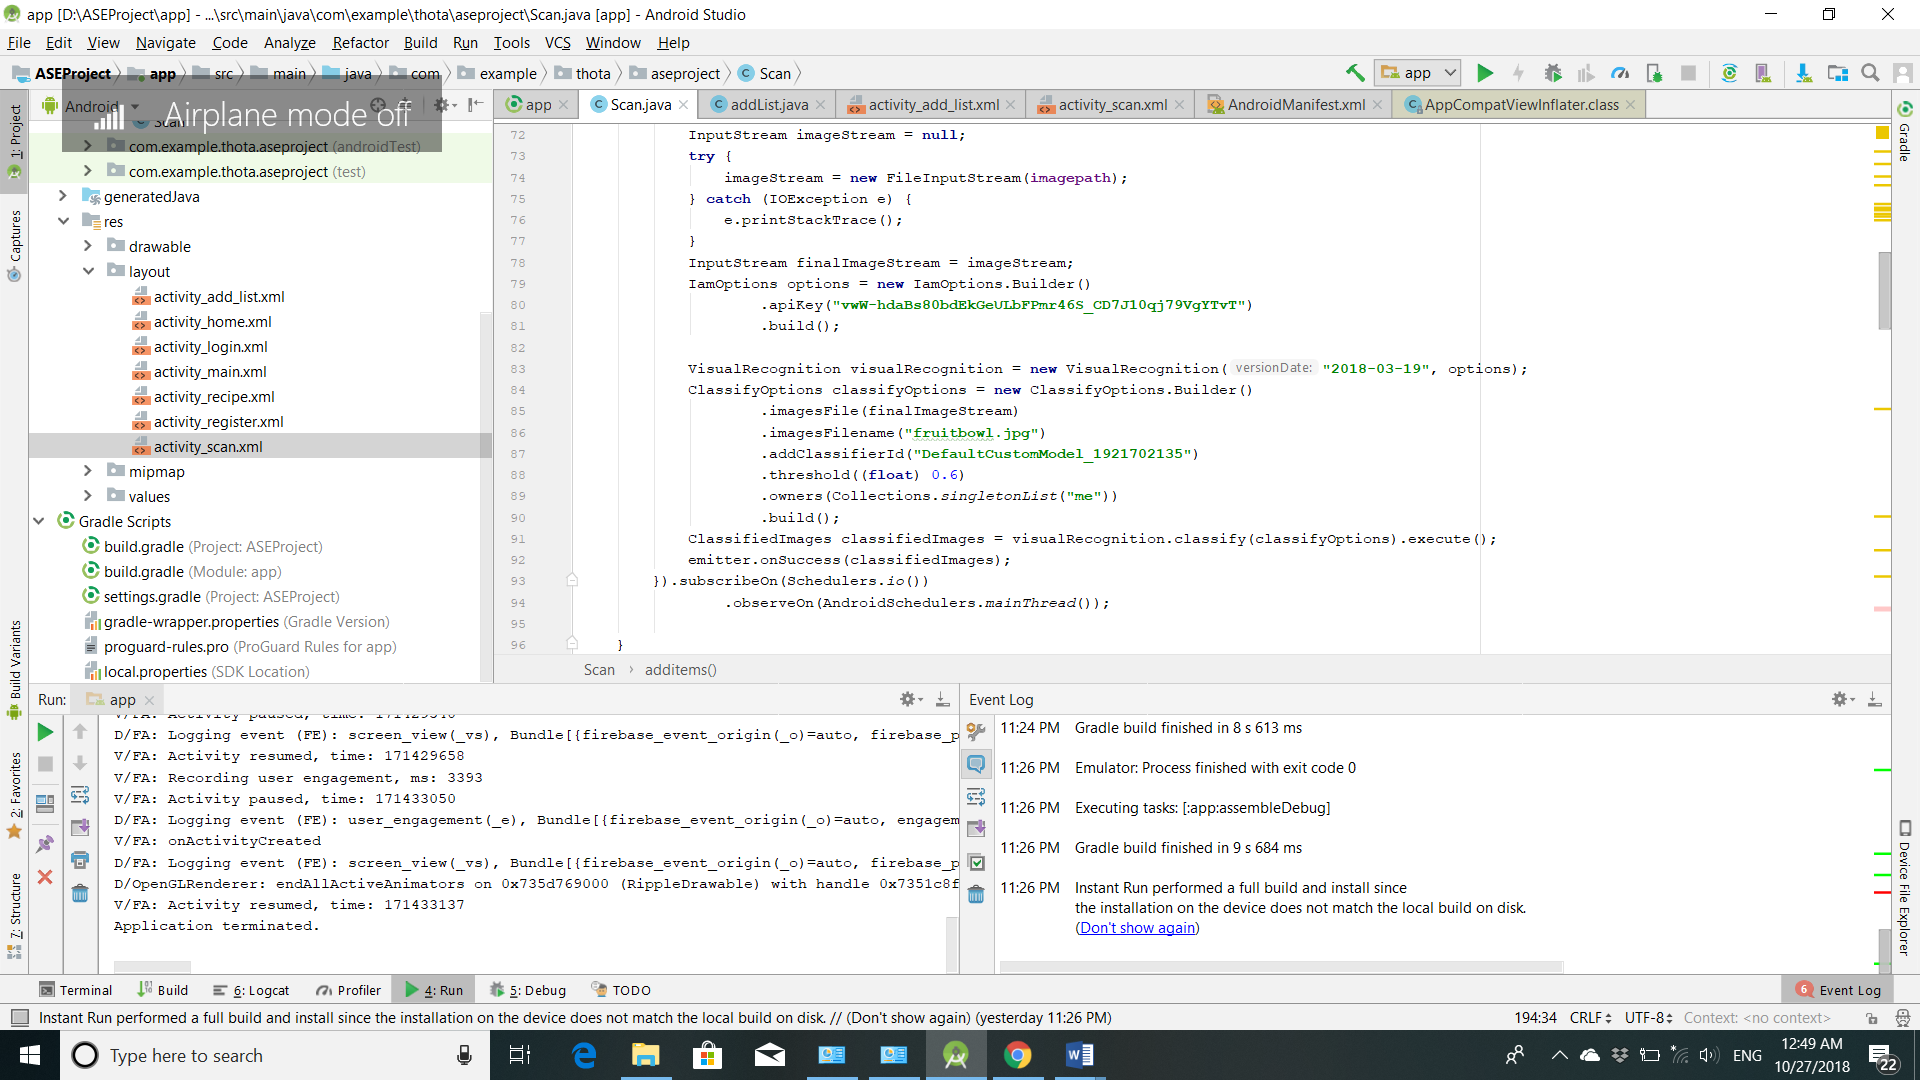 app [D:\ASEProject\app] - ...\src\main\java\com\example\thota\aseproject\Scan.java [app] - Android Studio
File Edit View Navigate Code Analyze Refactor Build Run Tools VCS Window Help
ASEProject app src main java com example thota aseproject Scan
app
Android
Airplane mode off
app Scan.java addList.java activity_add_list.xml activity_scan.xml AndroidManifest.xml AppCompatViewInflater.class
Scan
com.example.thota.aseproject (androidTest)
com.example.thota.aseproject (test)
generatedJava
res
drawable
layout
activity_add_list.xml
activity_home.xml
activity_login.xml
activity_main.xml
activity_recipe.xml
activity_register.xml
activity_scan.xml
mipmap
values
Gradle Scripts
build.gradle (Project: ASEProject)
build.gradle (Module: app)
settings.gradle (Project: ASEProject)
gradle-wrapper.properties (Gradle Version)
proguard-rules.pro (ProGuard Rules for app)
local.properties (SDK Location)
1: Project
Captures
Build Variants
2: Favorites
7: Structure
72 InputStream imageStream = null;
73 try {
74 imageStream = new FileInputStream(imagepath);
75 } catch (IOException e) {
76 e.printStackTrace();
77 }
78 InputStream finalImageStream = imageStream;
79 IamOptions options = new IamOptions.Builder()
80 .apiKey("vwW-hdaBs80bdEkGeULbFPmr46S_CD7J10qj79VgYTvT")
81 .build();
82
83 VisualRecognition visualRecognition = new VisualRecognition( versionDate: "2018-03-19", options);
84 ClassifyOptions classifyOptions = new ClassifyOptions.Builder()
85 .imagesFile(finalImageStream)
86 .imagesFilename("fruitbowl.jpg")
87 .addClassifierId("DefaultCustomModel_1921702135")
88 .threshold((float) 0.6)
89 .owners(Collections.singletonList("me"))
90 .build();
91 ClassifiedImages classifiedImages = visualRecognition.classify(classifyOptions).execute();
92 emitter.onSuccess(classifiedImages);
93 }).subscribeOn(Schedulers.io())
94 .observeOn(AndroidSchedulers.mainThread());
95
96 }
Scan › additems()
Gradle
Device File Explorer
Run: app
V/FA: Activity paused, time: 171429540
D/FA: Logging event (FE): screen_view(_vs), Bundle[{firebase_event_origin(_o)=auto, firebase_p
V/FA: Activity resumed, time: 171429658
V/FA: Recording user engagement, ms: 3393
V/FA: Activity paused, time: 171433050
D/FA: Logging event (FE): user_engagement(_e), Bundle[{firebase_event_origin(_o)=auto, engagem
V/FA: onActivityCreated
D/FA: Logging event (FE): screen_view(_vs), Bundle[{firebase_event_origin(_o)=auto, firebase_p
D/OpenGLRenderer: endAllActiveAnimators on 0x735d769000 (RippleDrawable) with handle 0x7351c8f
V/FA: Activity resumed, time: 171433137
Application terminated.
Event Log
11:24 PM Gradle build finished in 8 s 613 ms
11:26 PM Emulator: Process finished with exit code 0
11:26 PM Executing tasks: [:app:assembleDebug]
11:26 PM Gradle build finished in 9 s 684 ms
11:26 PM Instant Run performed a full build and install since
the installation on the device does not match the local build on disk.
(Don't show again)
Terminal Build 6: Logcat Profiler 4: Run 5: Debug TODO
6 Event Log
Instant Run performed a full build and install since the installation on the device does not match the local build on disk. // (Don't show again) (yesterday 11:26 PM)
194:34 CRLF UTF-8 Context: <no context>
Type here to search
ENG
12:49 AM
10/27/2018
22